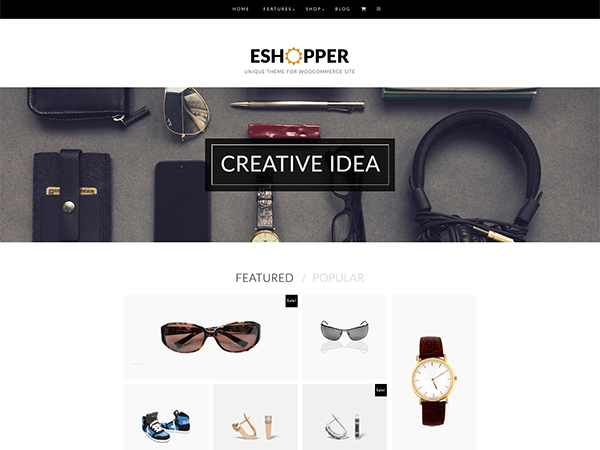 HOME FEATURES SHOP BLOG
ESHOPPER
UNIQUE THEME FOR WOOCOMMERCE SITE
CREATIVE IDEA
FEATURED / POPULAR
Sale!
Sale!